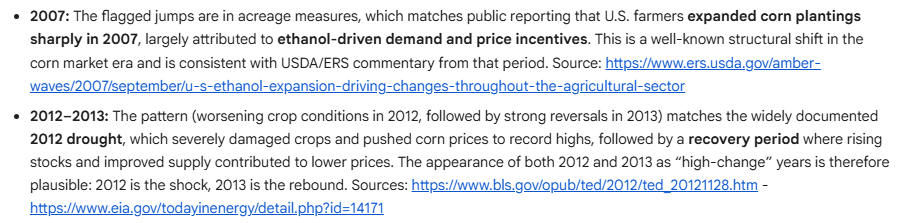 • 2007: The flagged jumps are in acreage measures, which matches public reporting that U.S. farmers expanded corn plantings
sharply in 2007, largely attributed to ethanol-driven demand and price incentives. This is a well-known structural shift in the
corn market era and is consistent with USDA/ERS commentary from that period. Source: https://www.ers.usda.gov/amber-
waves/2007/september/u-s-ethanol-expansion-driving-changes-throughout-the-agricultural-sector
• 2012–2013: The pattern (worsening crop conditions in 2012, followed by strong reversals in 2013) matches the widely documented
2012 drought, which severely damaged crops and pushed corn prices to record highs, followed by a recovery period where rising
stocks and improved supply contributed to lower prices. The appearance of both 2012 and 2013 as “high-change” years is therefore
plausible: 2012 is the shock, 2013 is the rebound. Sources: https://www.bls.gov/opub/ted/2012/ted_20121128.htm -
https://www.eia.gov/todayinenergy/detail.php?id=14171